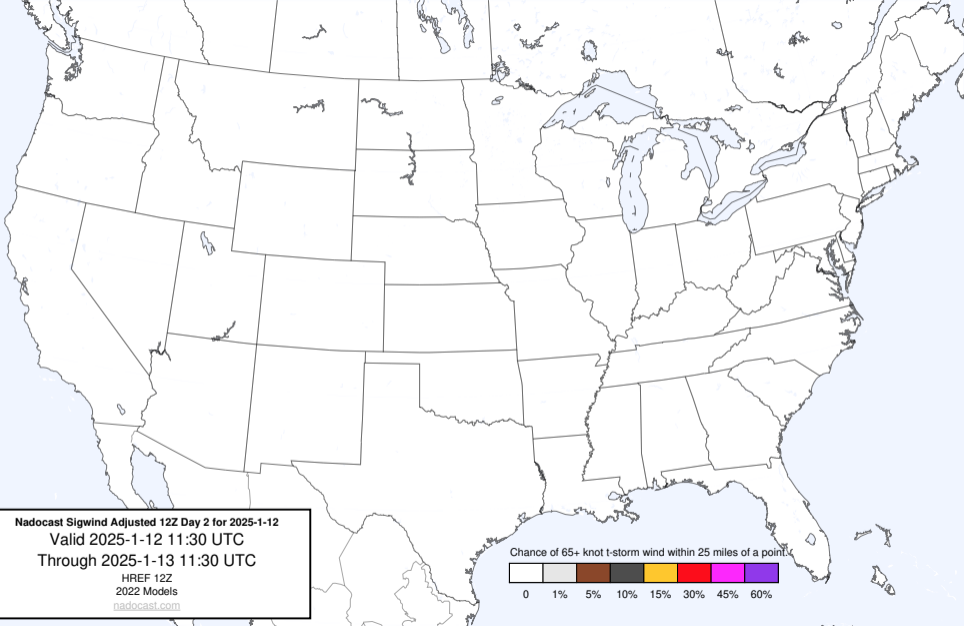 Nadocast Sigwind Adjusted 12Z Day 2 for 2025-1-12
Valid 2025-1-12 11:30 UTC
Through 2025-1-13 11:30 UTC
HREF 12Z
2022 Models
nadocast.com
Chance of 65+ knot t-storm wind within 25 miles of a point.
0 1% 5% 10% 15% 30% 45% 60%